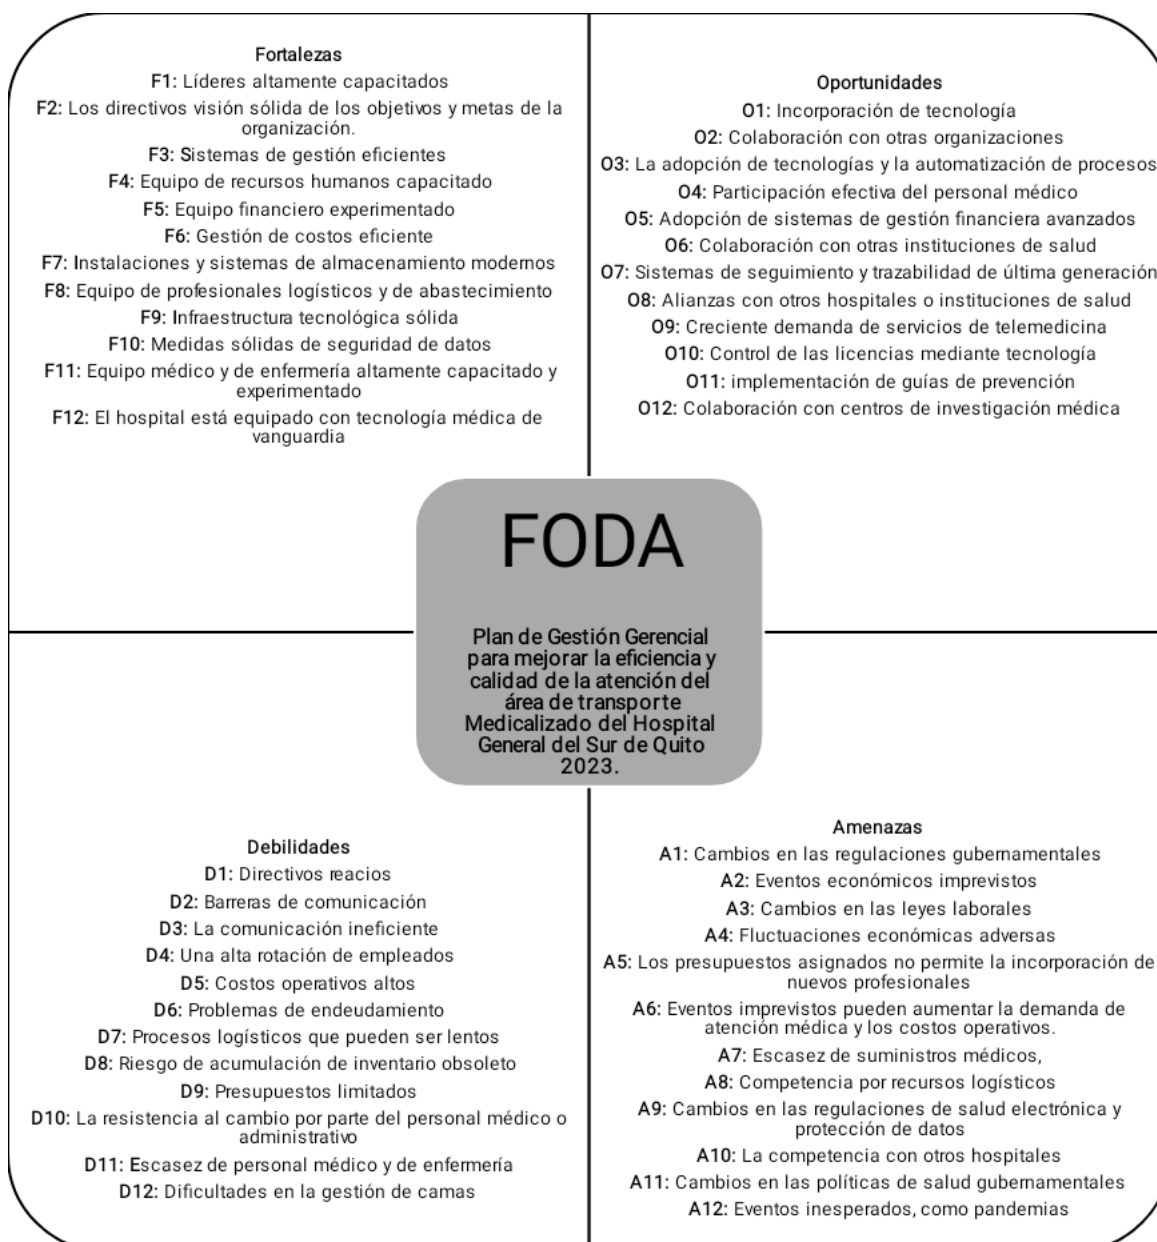 Fortalezas
F1: Líderes altamente capacitados
F2: Los directivos visión sólida de los objetivos y metas de la
organización.
F3: Sistemas de gestión eficientes
F4: Equipo de recursos humanos capacitado
F5: Equipo financiero experimentado
F6: Gestión de costos eficiente
F7: Instalaciones y sistemas de almacenamiento modernos
F8: Equipo de profesionales logísticos y de abastecimiento
F9: Infraestructura tecnológica sólida
F10: Medidas sólidas de seguridad de datos
F11: Equipo médico y de enfermería altamente capacitado y
experimentado
F12: El hospital está equipado con tecnología médica de
vanguardia
Oportunidades
O1: Incorporación de tecnología
O2: Colaboración con otras organizaciones
O3: La adopción de tecnologías y la automatización de procesos
O4: Participación efectiva del personal médico
O5: Adopción de sistemas de gestión financiera avanzados
O6: Colaboración con otras instituciones de salud
O7: Sistemas de seguimiento y trazabilidad de última generación
O8: Alianzas con otros hospitales o instituciones de salud
O9: Creciente demanda de servicios de telemedicina
O10: Control de las licencias mediante tecnología
O11: implementación de guías de prevención
O12: Colaboración con centros de investigación médica
FODA
Plan de Gestión Gerencial
para mejorar la eficiencia y
calidad de la atención del
área de transporte
Medicalizado del Hospital
General del Sur de Quito
2023.
Debilidades
D1: Directivos reacios
D2: Barreras de comunicación
D3: La comunicación ineficiente
D4: Una alta rotación de empleados
D5: Costos operativos altos
D6: Problemas de endeudamiento
D7: Procesos logísticos que pueden ser lentos
D8: Riesgo de acumulación de inventario obsoleto
D9: Presupuestos limitados
D10: La resistencia al cambio por parte del personal médico o
administrativo
D11: Escasez de personal médico y de enfermería
D12: Dificultades en la gestión de camas
Amenazas
A1: Cambios en las regulaciones gubernamentales
A2: Eventos económicos imprevistos
A3: Cambios en las leyes laborales
A4: Fluctuaciones económicas adversas
A5: Los presupuestos asignados no permite la incorporación de
nuevos profesionales
A6: Eventos imprevistos pueden aumentar la demanda de
atención médica y los costos operativos.
A7: Escasez de suministros médicos,
A8: Competencia por recursos logísticos
A9: Cambios en las regulaciones de salud electrónica y
protección de datos
A10: La competencia con otros hospitales
A11: Cambios en las políticas de salud gubernamentales
A12: Eventos inesperados, como pandemias